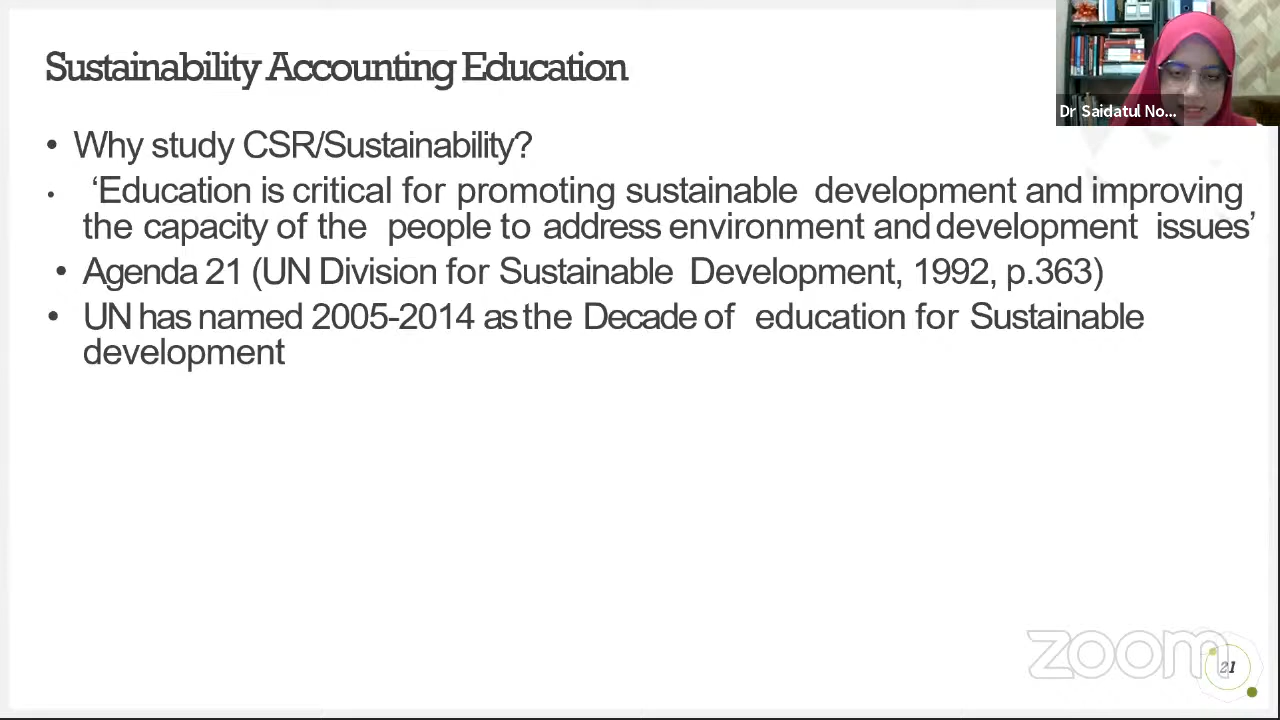 Sustainability Accounting Education
• Why study CSR/Sustainability?
• ‘Education is critical for promoting sustainable development and improving
the capacity of the people to address environment and development issues’
• Agenda 21 (UN Division for Sustainable Development, 1992, p.363)
• UN has named 2005-2014 as the Decade of education for Sustainable
development
Dr Saidatul No...
zoom
21